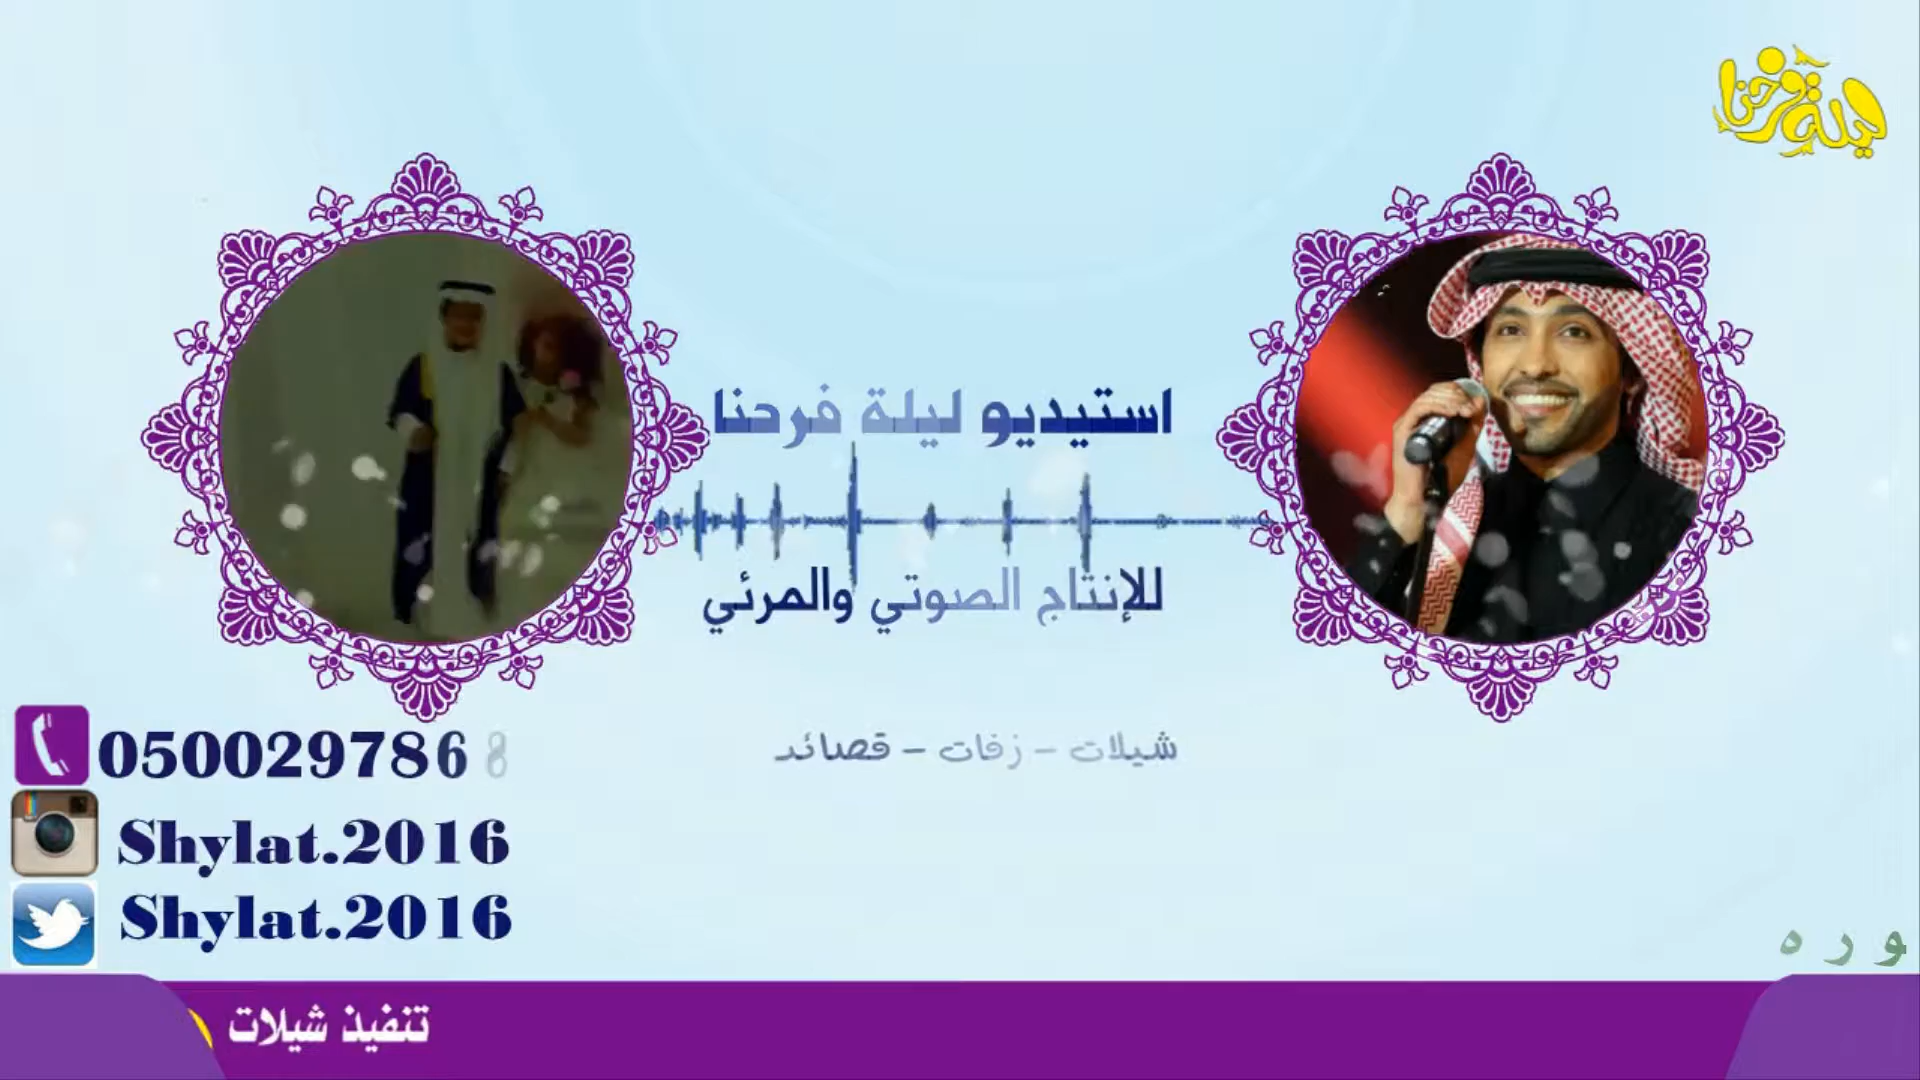 ليلة فرحنا
استيديو ليلة فرحنا
للإنتاج الصوتي والمرئي
شيلات - زفات - قصائد
0500297868
Shylat.2016
Shylat.2016
و ر ه
تنفيذ شيلات